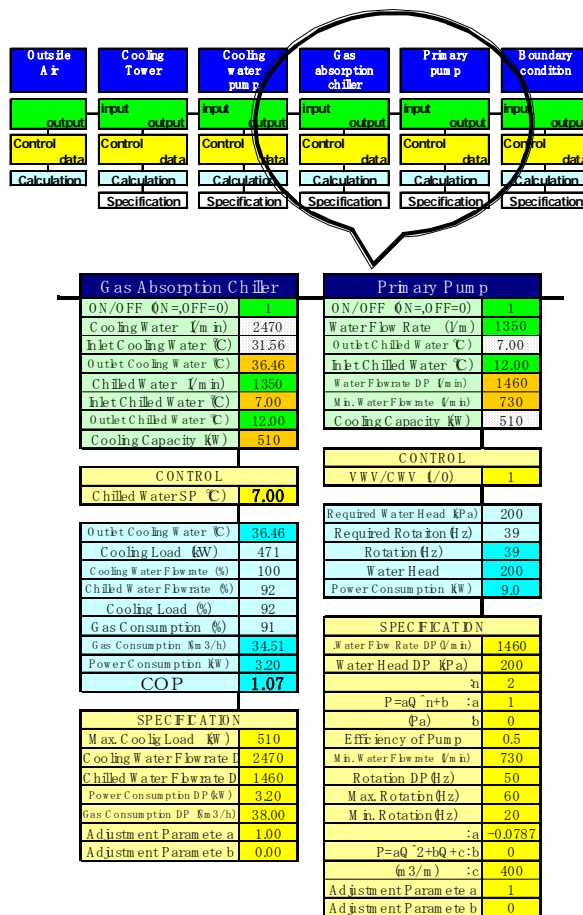 Outside Air
Cooling Tower
Cooling water pump
Gas absorption chiller
Primary pump
Boundary condition
output
input output
input output
input output
input output
input output
Control data
Control data
Control data
Control data
Control data
Control data
Calculation
Calculation
Calculation
Calculation
Calculation
Calculation
Specification
Specification
Specification
Specification
Specification
Gas Absorption Chiller
ON/OFF (ON=,OFF=0) 1
Cooling Water (l/min) 2470
Inlet Cooling Water (℃) 31.56
Outlet Cooling Water (℃) 36.46
Chilled Water (l/min) 1350
Inlet Chilled Water (℃) 7.00
Outlet Chilled Water (℃) 12.00
Cooling Capacity (kW) 510
CONTROL
Chilled Water SP (℃) 7.00
Outlet Cooling Water (℃) 36.46
Cooling Load (kW) 471
Cooling Water Flowrate (%) 100
Chilled Water Flowrate (%) 92
Cooling Load (%) 92
Gas Consumption (%) 91
Gas Consumption (Nm3/h) 34.51
Power Consumption (kW) 3.20
COP 1.07
SPECIFICATION
Max. Coolig Load (kW) 510
Cooling Water Flowrate D 2470
Chilled Water Flowrate D 1460
Power Consumption DP (kW) 3.20
Gas Consumption DP (Nm3/h) 38.00
Adjustment Parameter a 1.00
Adjustment Parameter b 0.00
Primary Pump
ON/OFF (ON=,OFF=0) 1
Water Flow Rate (l/m) 1350
Outlet Chilled Water (℃) 7.00
Inlet Chilled Water (℃) 12.00
Water Flowrate DP (l/min) 1460
Min. Water Flowrate (l/min) 730
Cooling Capacity (kW) 510
CONTROL
VWV/CWV (1/0) 1
Required Water Head (kPa) 200
Required Rotaiton (Hz) 39
Rotation (Hz) 39
Water Head 200
Power Consumption (kW) 9.0
SPECIFICATION
.Water Flow Rate DP (l/min) 1460
Water Head DP (kPa) 200
:n 2
P=aQ^n+b :a 1
(Pa) :b 0
Efficiency of Pump 0.5
Min. Water Flowrate (l/min) 730
Rotation DP (Hz) 50
Max. Rotation (Hz) 60
Min. Rotation (Hz) 20
:a -0.0787
P=aQ^2+bQ+c :b 0
(m3/m) :c 400
Adjustment Parameter a 1
Adjustment Parameter b 0